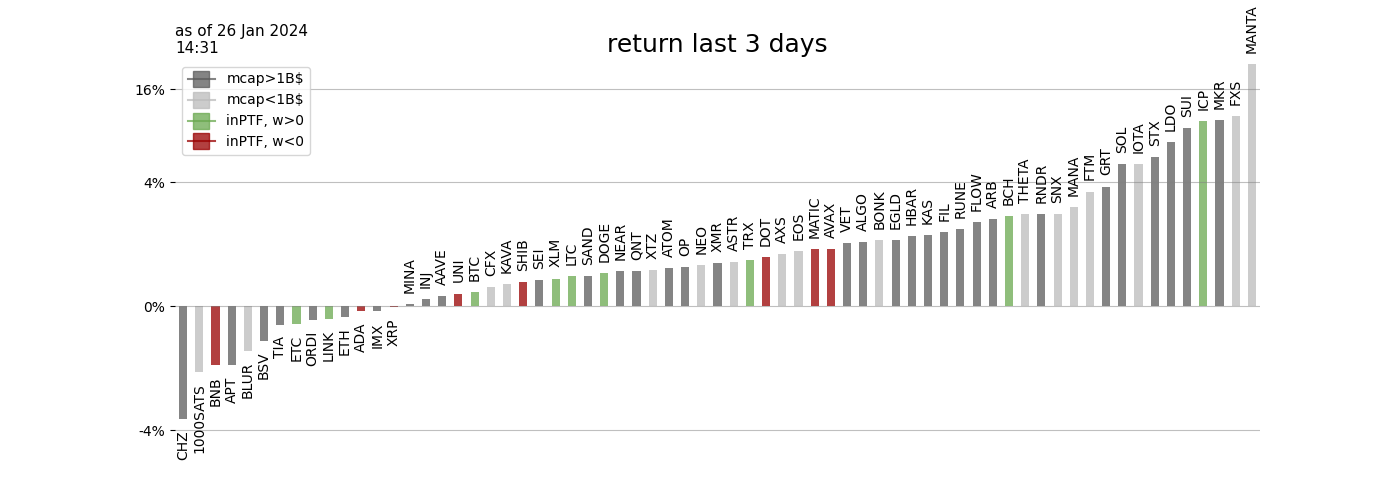 as of 26 Jan 2024
14:31
return last 3 days
mcap>1B$
mcap<1B$
inPTF, w>0
inPTF, w<0
16%
4%
0%
-4%
CHZ
1000SATS
BNB
APT
BLUR
BSV
TIA
ETC
ORDI
LINK
ETH
ADA
IMX
XRP
MINA
INJ
AAVE
UNI
BTC
CFX
KAVA
SHIB
SEI
XLM
LTC
SAND
DOGE
NEAR
QNT
XTZ
ATOM
OP
NEO
XMR
ASTR
TRX
DOT
AXS
EOS
MATIC
AVAX
VET
ALGO
BONK
EGLD
HBAR
KAS
FIL
RUNE
FLOW
ARB
BCH
THETA
RNDR
SNX
MANA
FTM
GRT
SOL
IOTA
STX
LDO
SUI
ICP
MKR
FXS
MANTA